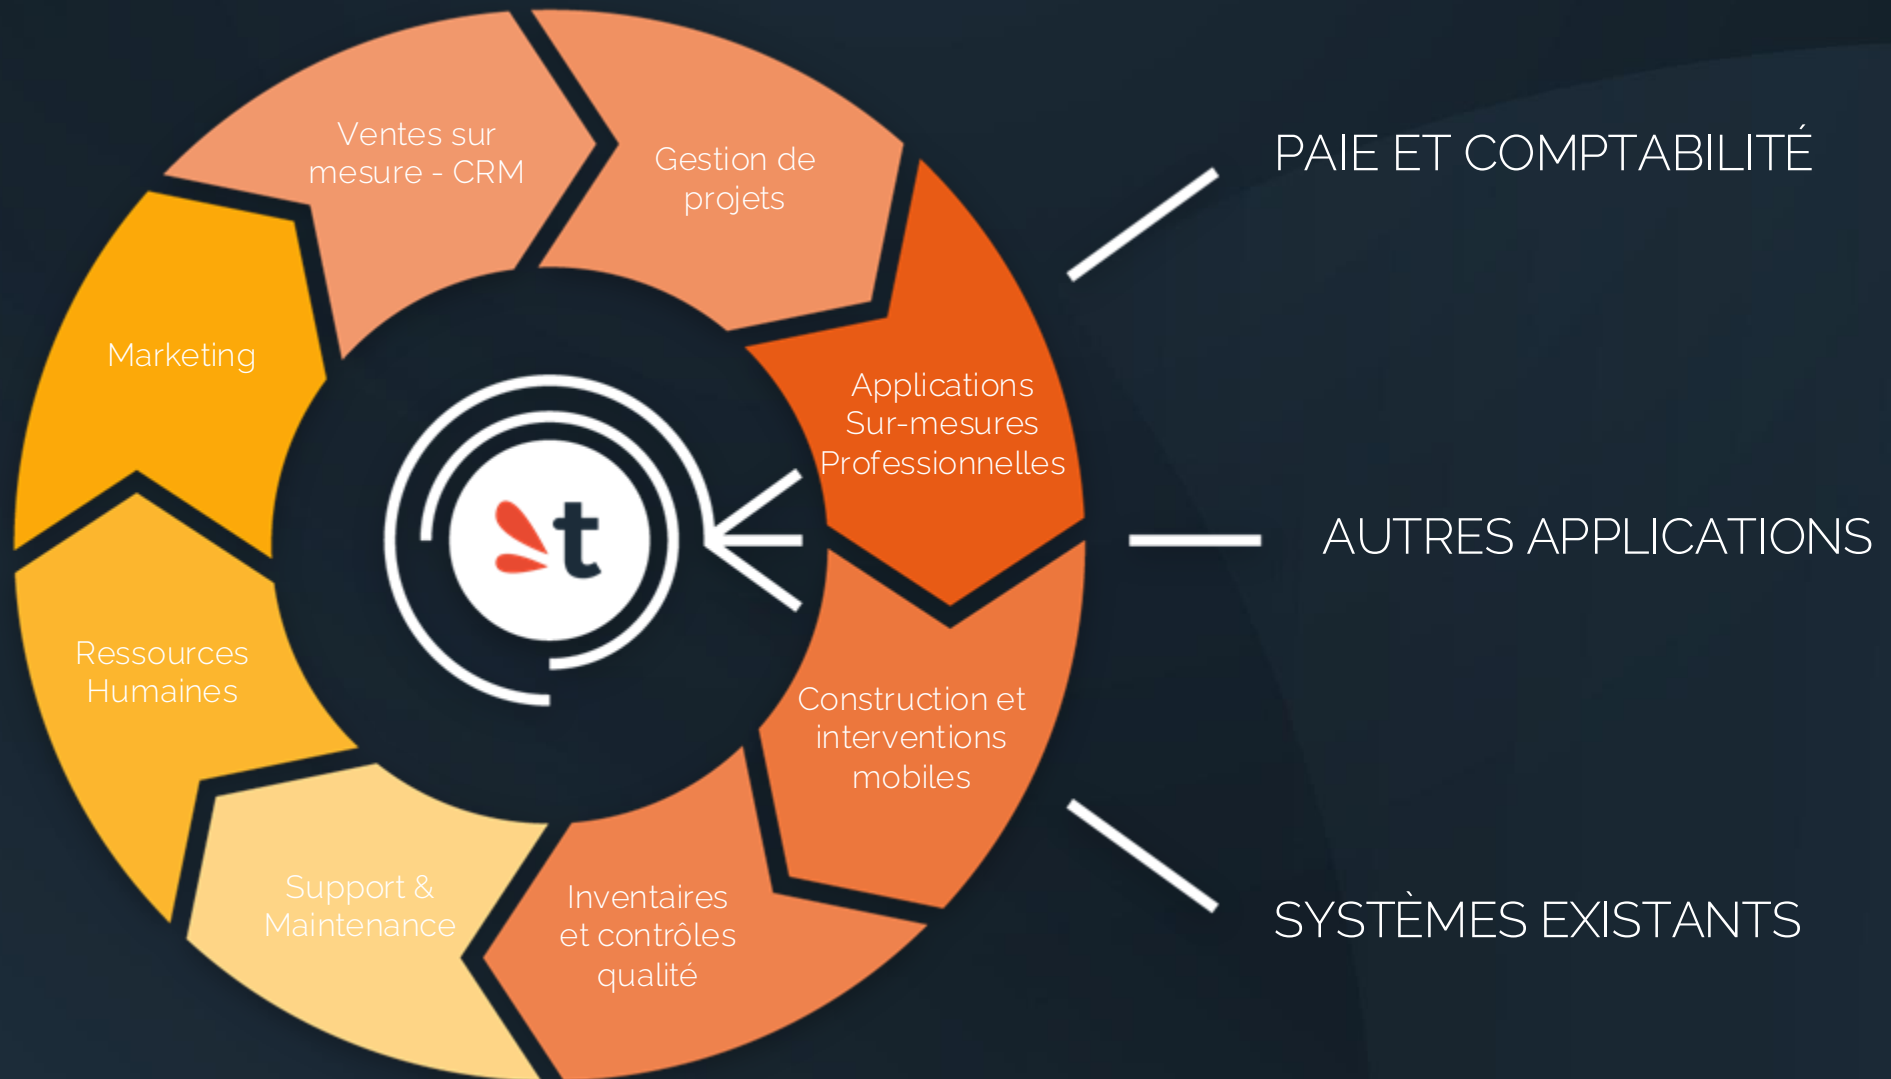 Ventes sur
mesure - CRM
Gestion de
projets
Applications
Sur-mesures
Professionnelles
Construction et
interventions
mobiles
Inventaires
et contrôles
qualité
Support &
Maintenance
Ressources
Humaines
Marketing
t
PAIE ET COMPTABILITÉ
AUTRES APPLICATIONS
SYSTÈMES EXISTANTS